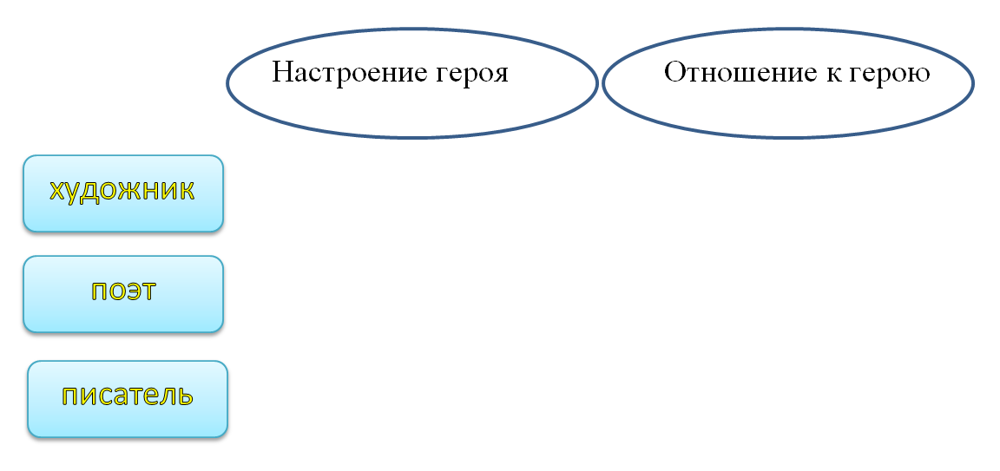 Настроение героя
Отношение к герою
художник
поэт
писатель